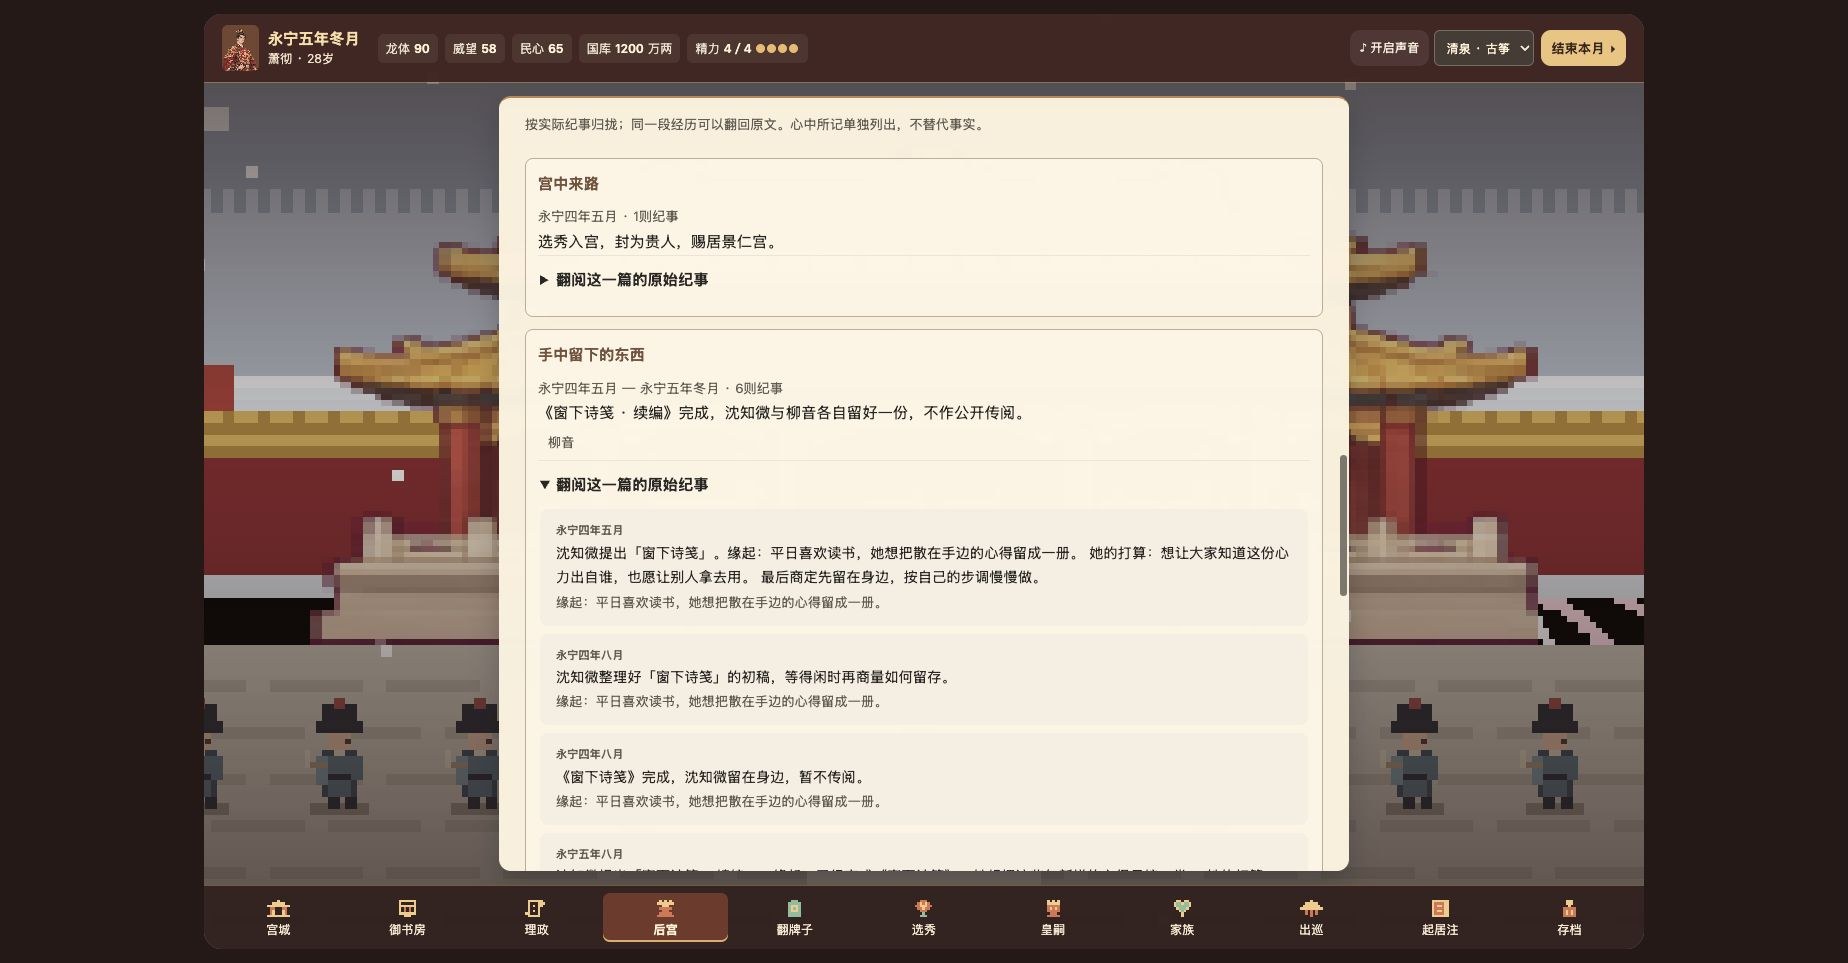 永宁五年冬月
萧彻 · 28岁
龙体 90
威望 58
民心 65
国库 1200 万两
精力 4 / 4
♪ 开启声音
清泉 · 古筝
结束本月
按实际纪事归拢；同一段经历可以翻回原文。心中所记单独列出，不替代事实。
宫中来路
永宁四年五月 · 1则纪事
选秀入宫，封为贵人，赐居景仁宫。
▶ 翻阅这一篇的原始纪事
手中留下的东西
永宁四年五月 — 永宁五年冬月 · 6则纪事
《窗下诗笺 · 续编》完成，沈知微与柳音各自留好一份，不作公开传阅。
柳音
▼ 翻阅这一篇的原始纪事
永宁四年五月
沈知微提出「窗下诗笺」。缘起：平日喜欢读书，她想把散在手边的心得留成一册。 她的打算：想让大家知道这份心
力出自谁，也愿让别人拿去用。 最后商定先留在身边，按自己的步调慢慢做。
缘起：平日喜欢读书，她想把散在手边的心得留成一册。
永宁四年八月
沈知微整理好「窗下诗笺」的初稿，等得闲时再商量如何留存。
缘起：平日喜欢读书，她想把散在手边的心得留成一册。
永宁四年八月
《窗下诗笺》完成，沈知微留在身边，暂不传阅。
缘起：平日喜欢读书，她想把散在手边的心得留成一册。
永宁五年八月
宫城
御书房
理政
后宫
翻牌子
选秀
皇嗣
家族
出巡
起居注
存档